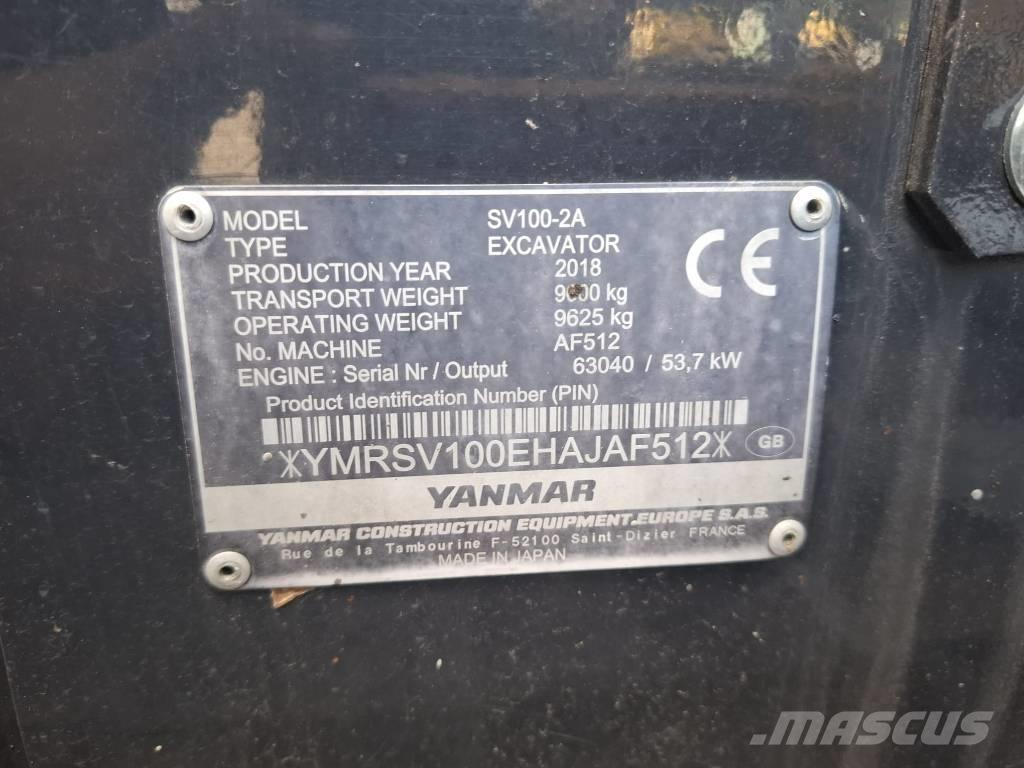 MODEL SV100-2A
TYPE EXCAVATOR
PRODUCTION YEAR 2018
TRANSPORT WEIGHT kg
OPERATING WEIGHT 9625 kg
No. MACHINE AF512
ENGINE : Serial Nr / Output 63040 / 53,7 kW
Product Identification Number (PIN)
*YMRSV100EHAJAF512*
GB
CE
YANMAR
YANMAR CONSTRUCTION EQUIPMENT EUROPE S.A.S.
Rue de la Tambourine F-52100 Saint-Dizier FRANCE
MADE IN JAPAN
MASCUS